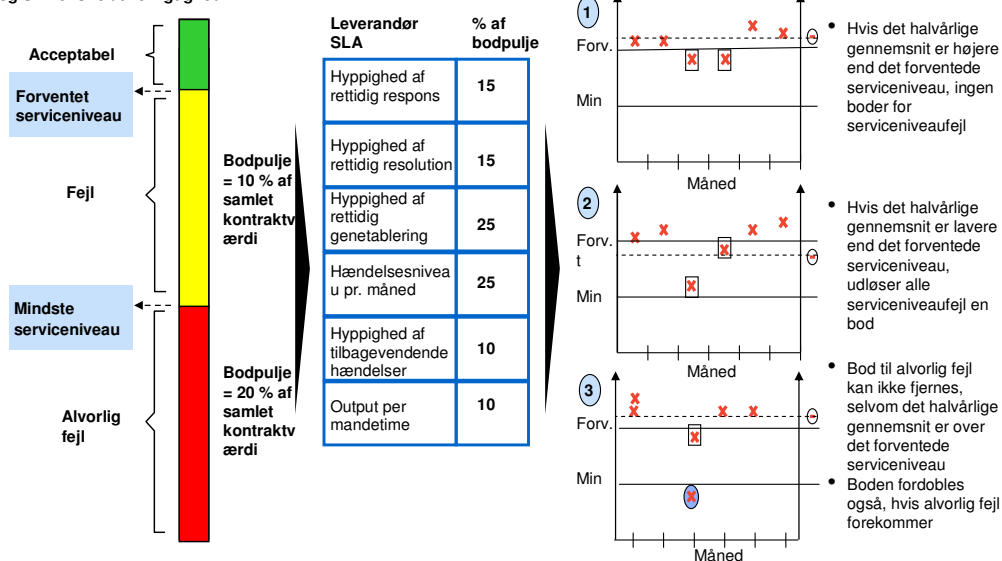 Acceptabel
Forventet
serviceniveau
Fejl
Mindste
serviceniveau
Alvorlig
fejl
Bodpulje
= 10 % af
samlet
kontraktv
ærdi
Bodpulje
= 20 % af
samlet
kontraktv
ærdi
Leverandør
SLA
% af
bodpulje
Hyppighed af
rettidig respons
15
Hyppighed af
rettidig resolution
15
Hyppighed af
rettidig
genetablering
25
Hændelsesnivea
u pr. måned
25
Hyppighed af
tilbagevendende
hændelser
10
Output per
mandetime
10
1
Forv.
Min
Måned
• Hvis det halvårlige
gennemsnit er højere
end det forventede
serviceniveau, ingen
boder for
serviceniveaufejl
2
Forv.
t
Min
Måned
• Hvis det halvårlige
gennemsnit er lavere
end det forventede
serviceniveau,
udløser alle
serviceniveaufejl en
bod
3
Forv.
Min
Måned
• Bod til alvorlig fejl
kan ikke fjernes,
selvom det halvårlige
gennemsnit er over
det forventede
serviceniveau
• Boden fordobles
også, hvis alvorlig fejl
forekommer